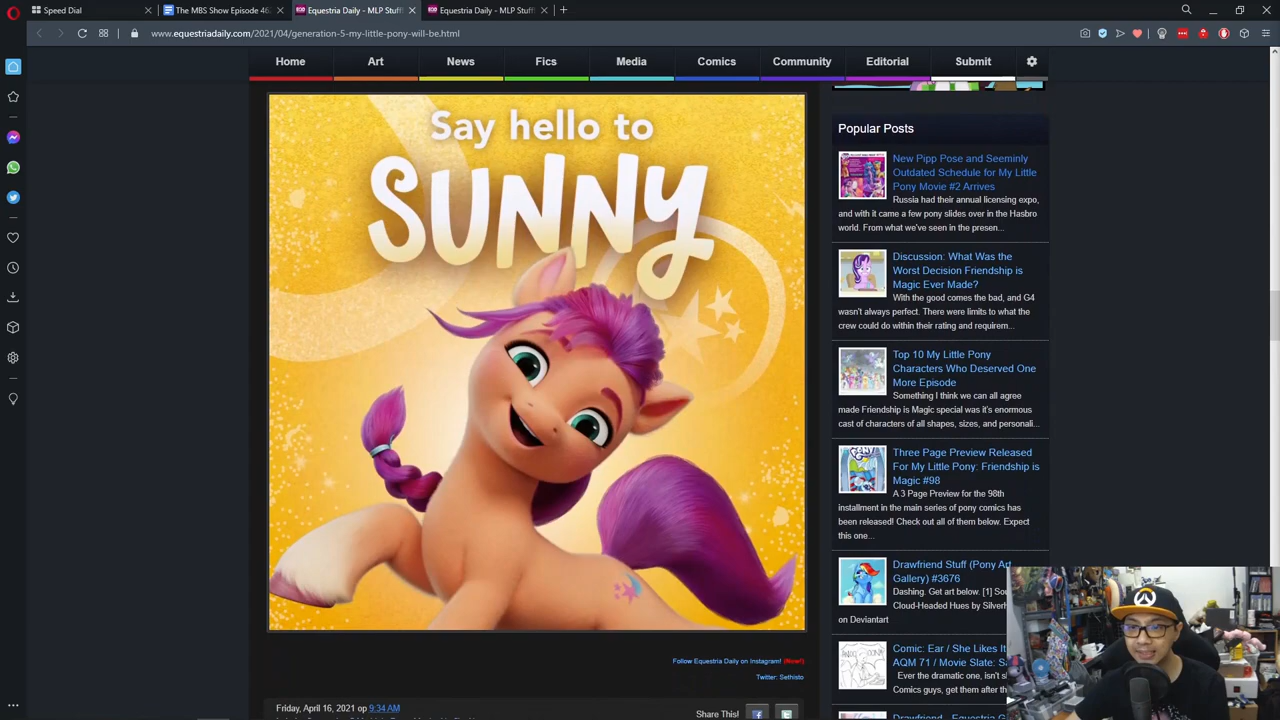 Speed Dial
The MBS Show Episode 46
Equestria Daily - MLP Stuff!
Equestria Daily - MLP Stuff!
www.equestriadaily.com/2021/04/generation-5-my-little-pony-will-be.html
Home
Art
News
Fics
Media
Comics
Community
Editorial
Submit
Say hello to
SUNNY
Follow Equestria Daily on Instagram! (Now!)
Twitter: Sethisto
Friday, April 16, 2021 op 9:34 AM
Share This!
Popular Posts
New Pipp Pose and Seeminly
Outdated Schedule for My Little
Pony Movie #2 Arrives
Russia had their annual licensing expo,
and with it came a few pony slides over in the Hasbro
world. From what we've seen in the presen...
Discussion: What Was the
Worst Decision Friendship is
Magic Ever Made?
With the good comes the bad, and G4
wasn't always perfect. There were limits to what the
crew could do within their rating and requirem...
Top 10 My Little Pony
Characters Who Deserved One
More Episode
Something I think we can all agree
made Friendship is Magic special was it's enormous
cast of characters of all shapes, sizes, and personali...
Three Page Preview Released
For My Little Pony: Friendship is
Magic #98
A 3 Page Preview for the 98th
installment in the main series of pony comics has
been released! Check out all of them below. Expect
this one...
Drawfriend Stuff (Pony Art
Gallery) #3676
Dashing. Get art below. [1] Sou
Cloud-Headed Hues by Silver
on Deviantart
Comic: Ear / She Likes It
AQM 71 / Movie Slate: Sa
Ever the dramatic one, isn't s
Comics guys, get them after th
Drawfriend - Equestria G